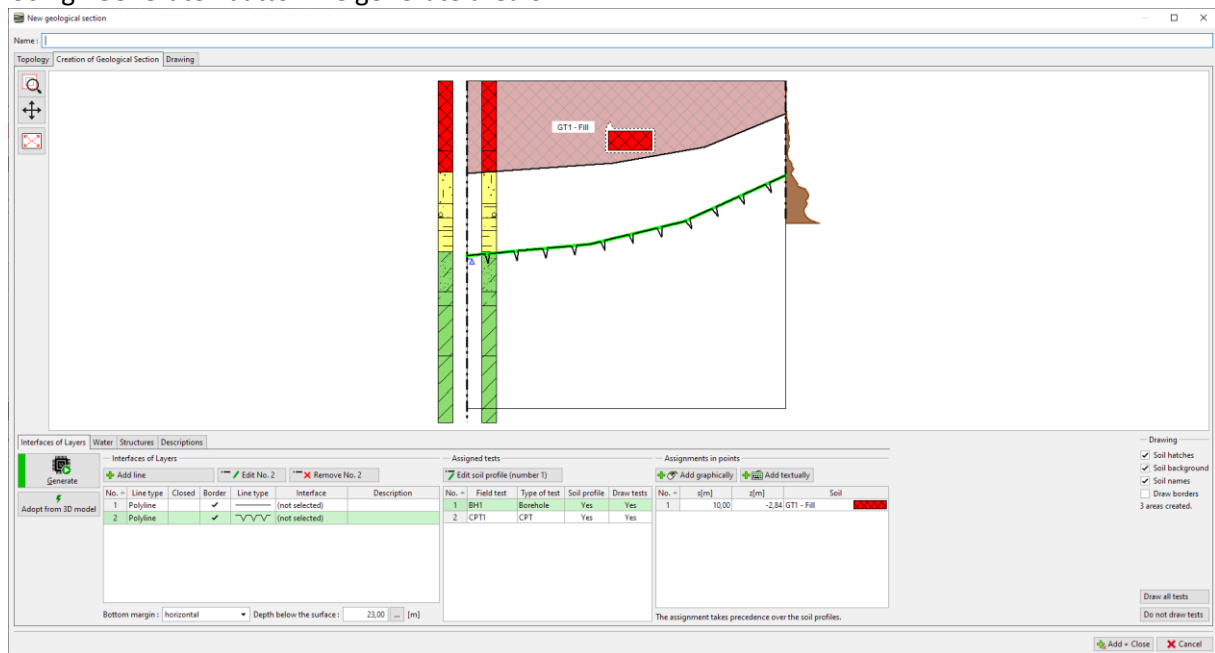 New geological section
Name :
Topology Creation of Geological Section Drawing
GT1 - Fill
Interfaces of Layers Water Structures Descriptions
Generate
Adopt from 3D model
Interfaces of Layers
Add line Edit No. 2 Remove No. 2
No. Line type Closed Border Line type Interface Description
1 Polyline (not selected)
2 Polyline (not selected)
Bottom margin : horizontal Depth below the surface : 23,00 ... [m]
Assigned tests
Edit soil profile (number 1)
No. Field test Type of test Soil profile Draw tests
1 BH1 Borehole Yes Yes
2 CPT1 CPT Yes Yes
Assignments in points
Add graphically Add textually
No. s[m] z[m] Soil
1 10,00 -2,84 GT1 - Fill
The assignment takes precedence over the soil profiles.
Drawing
Soil hatches
Soil background
Soil names
Draw borders
3 areas created.
Draw all tests
Do not draw tests
Add + Close Cancel